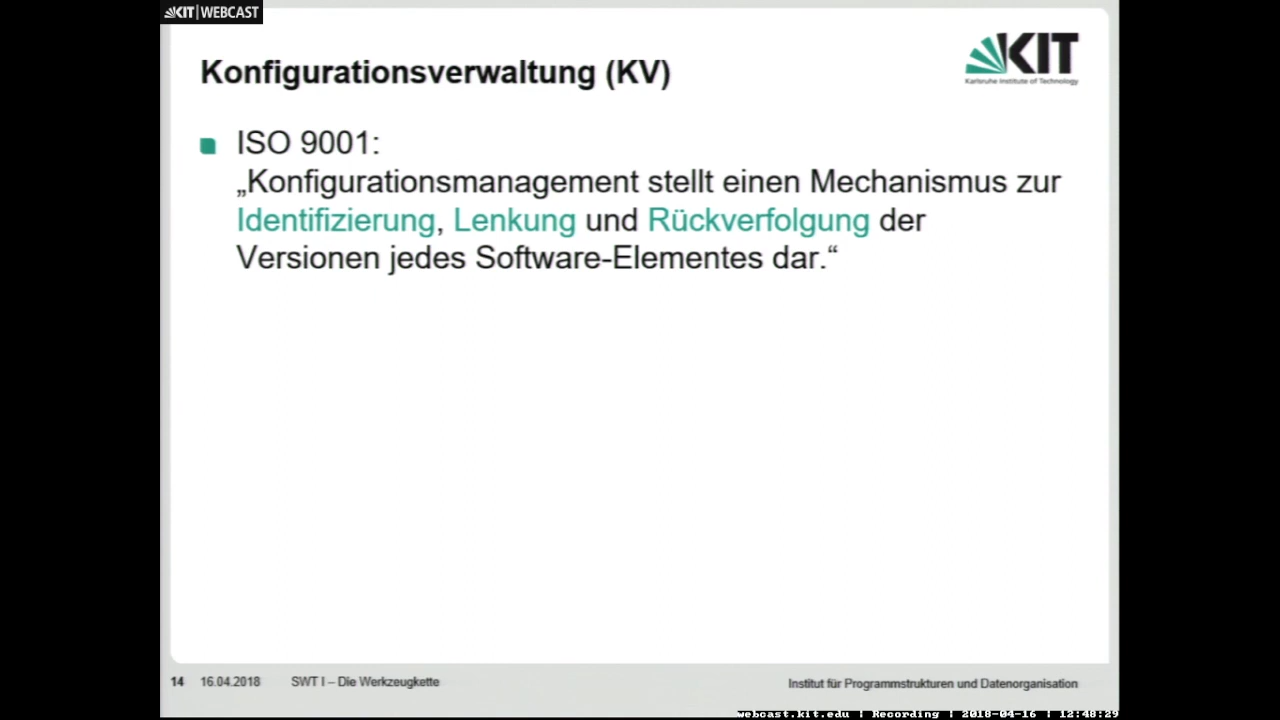 KIT WEBCAST
Konfigurationsverwaltung (KV)
KIT
Karlsruhe Institute of Technology
ISO 9001:
„Konfigurationsmanagement stellt einen Mechanismus zur
Identifizierung, Lenkung und Rückverfolgung der
Versionen jedes Software-Elementes dar.“
14 16.04.2018 SWT I – Die Werkzeugkette
Institut für Programmstrukturen und Datenorganisation
webcast.kit.edu | Recording | 2018-04-16 | 12:48:29